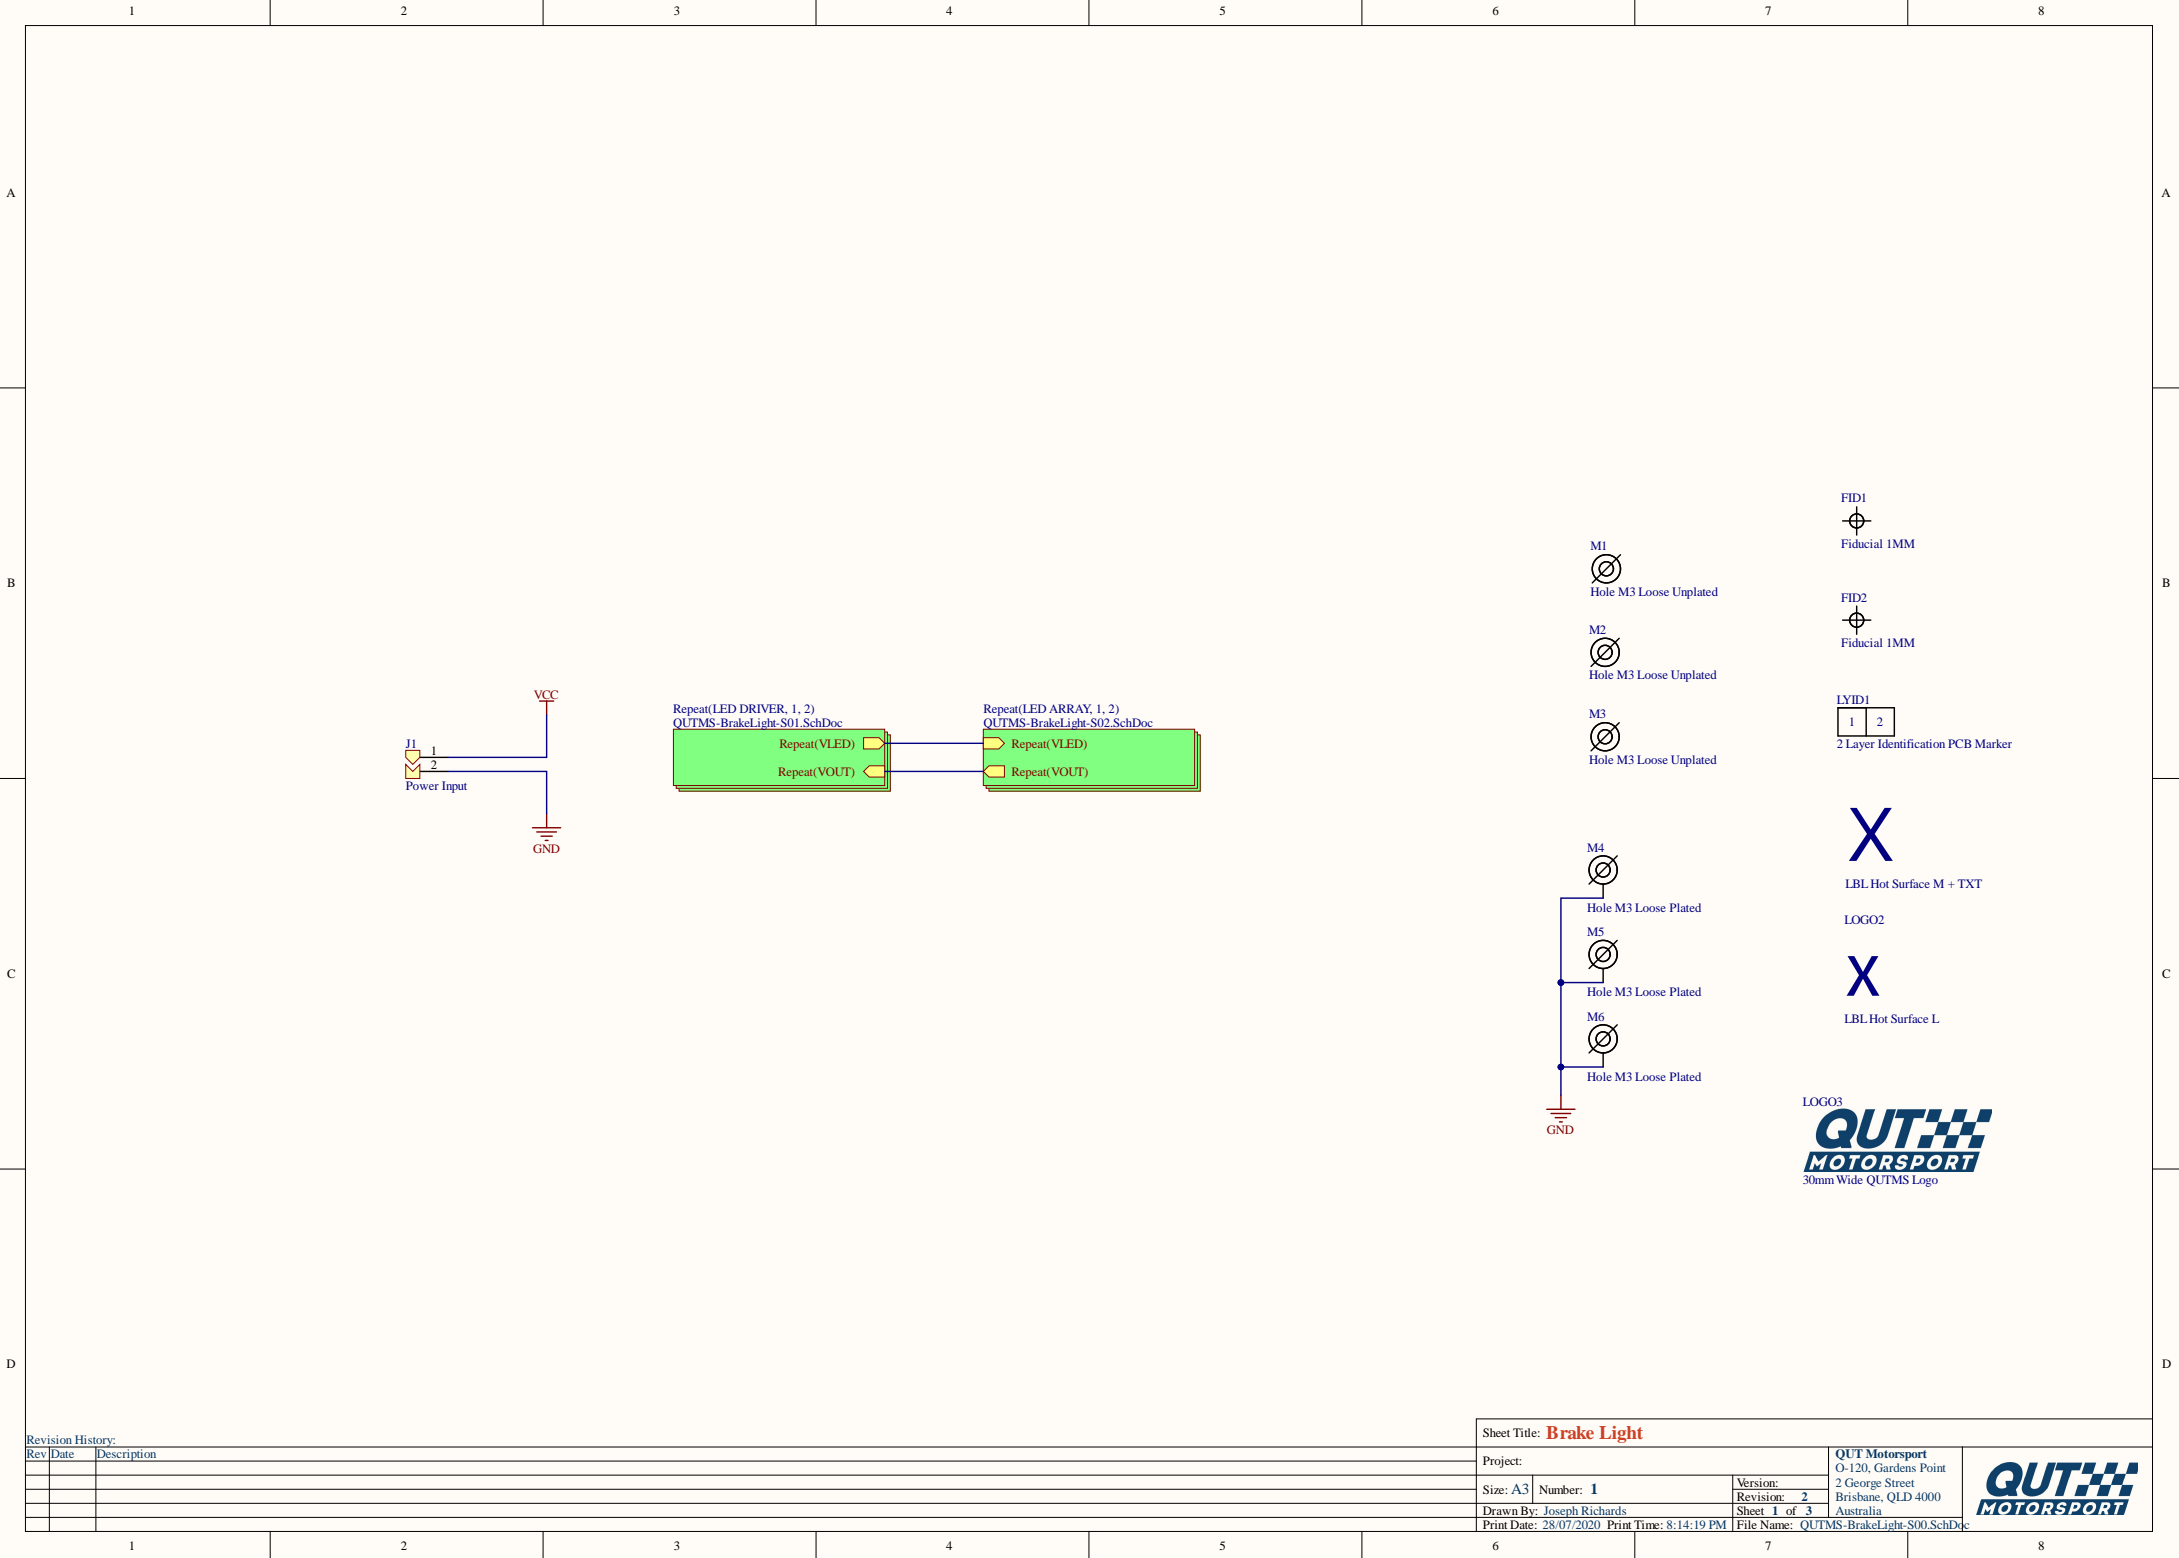 1 2 3 4 5 6 7 8
A A
FID1
Fiducial 1MM
M1
Hole M3 Loose Unplated
B B
FID2
Fiducial 1MM
M2
Hole M3 Loose Unplated
VCC
Repeat(LED DRIVER, 1, 2)
QUTMS-BrakeLight-S01.SchDoc
Repeat(VLED)
Repeat(VOUT)
Repeat(LED ARRAY, 1, 2)
QUTMS-BrakeLight-S02.SchDoc
Repeat(VLED)
Repeat(VOUT)
M3
Hole M3 Loose Unplated
LYID1
1 2
2 Layer Identification PCB Marker
J1
1
2
Power Input
GND
X
LBL Hot Surface M + TXT
M4
Hole M3 Loose Plated
LOGO2
M5
Hole M3 Loose Plated
X
LBL Hot Surface L
C C
M6
Hole M3 Loose Plated
GND
LOGO3
QUT
MOTORSPORT
30mm Wide QUTMS Logo
D D
Revision History:
Rev Date Description
Sheet Title: Brake Light
Project:
Size: A3 Number: 1
Version:
Revision: 2
Drawn By: Joseph Richards
Sheet 1 of 3
Print Date: 28/07/2020 Print Time: 8:14:19 PM
File Name: QUTMS-BrakeLight-S00.SchDoc
QUT Motorsport
O-120, Gardens Point
2 George Street
Brisbane, QLD 4000
Australia
QUT
MOTORSPORT
1 2 3 4 5 6 7 8